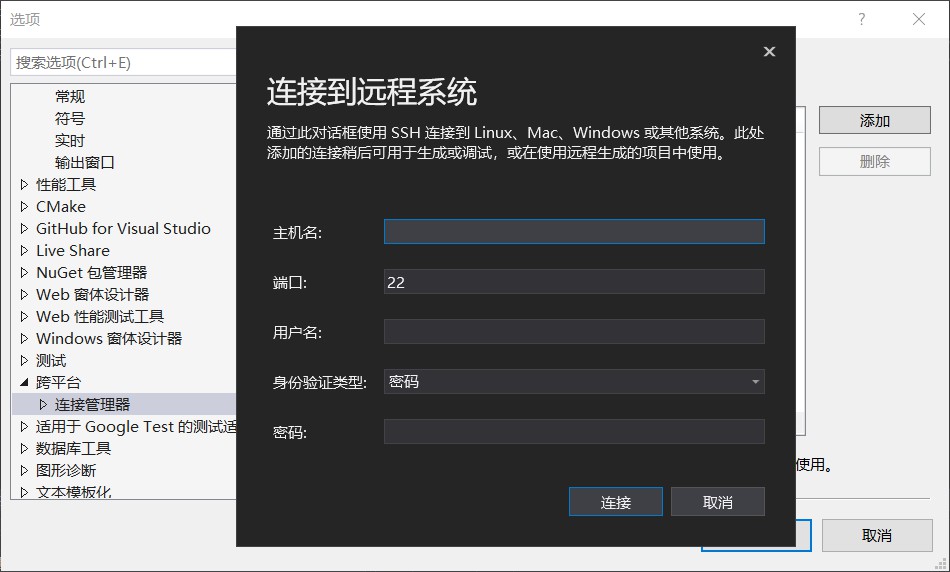 选项
?
搜索选项(Ctrl+E)
常规
符号
实时
输出窗口
性能工具
CMake
GitHub for Visual Studio
Live Share
NuGet 包管理器
Web 窗体设计器
Web 性能测试工具
Windows 窗体设计器
测试
跨平台
连接管理器
适用于 Google Test 的测试适
数据库工具
图形诊断
文本模板化
连接到远程系统
通过此对话框使用 SSH 连接到 Linux、Mac、Windows 或其他系统。此处
添加的连接稍后可用于生成或调试，或在使用远程生成的项目中使用。
主机名:
端口:
22
用户名:
身份验证类型:
密码
密码:
连接
取消
添加
删除
使用。
取消